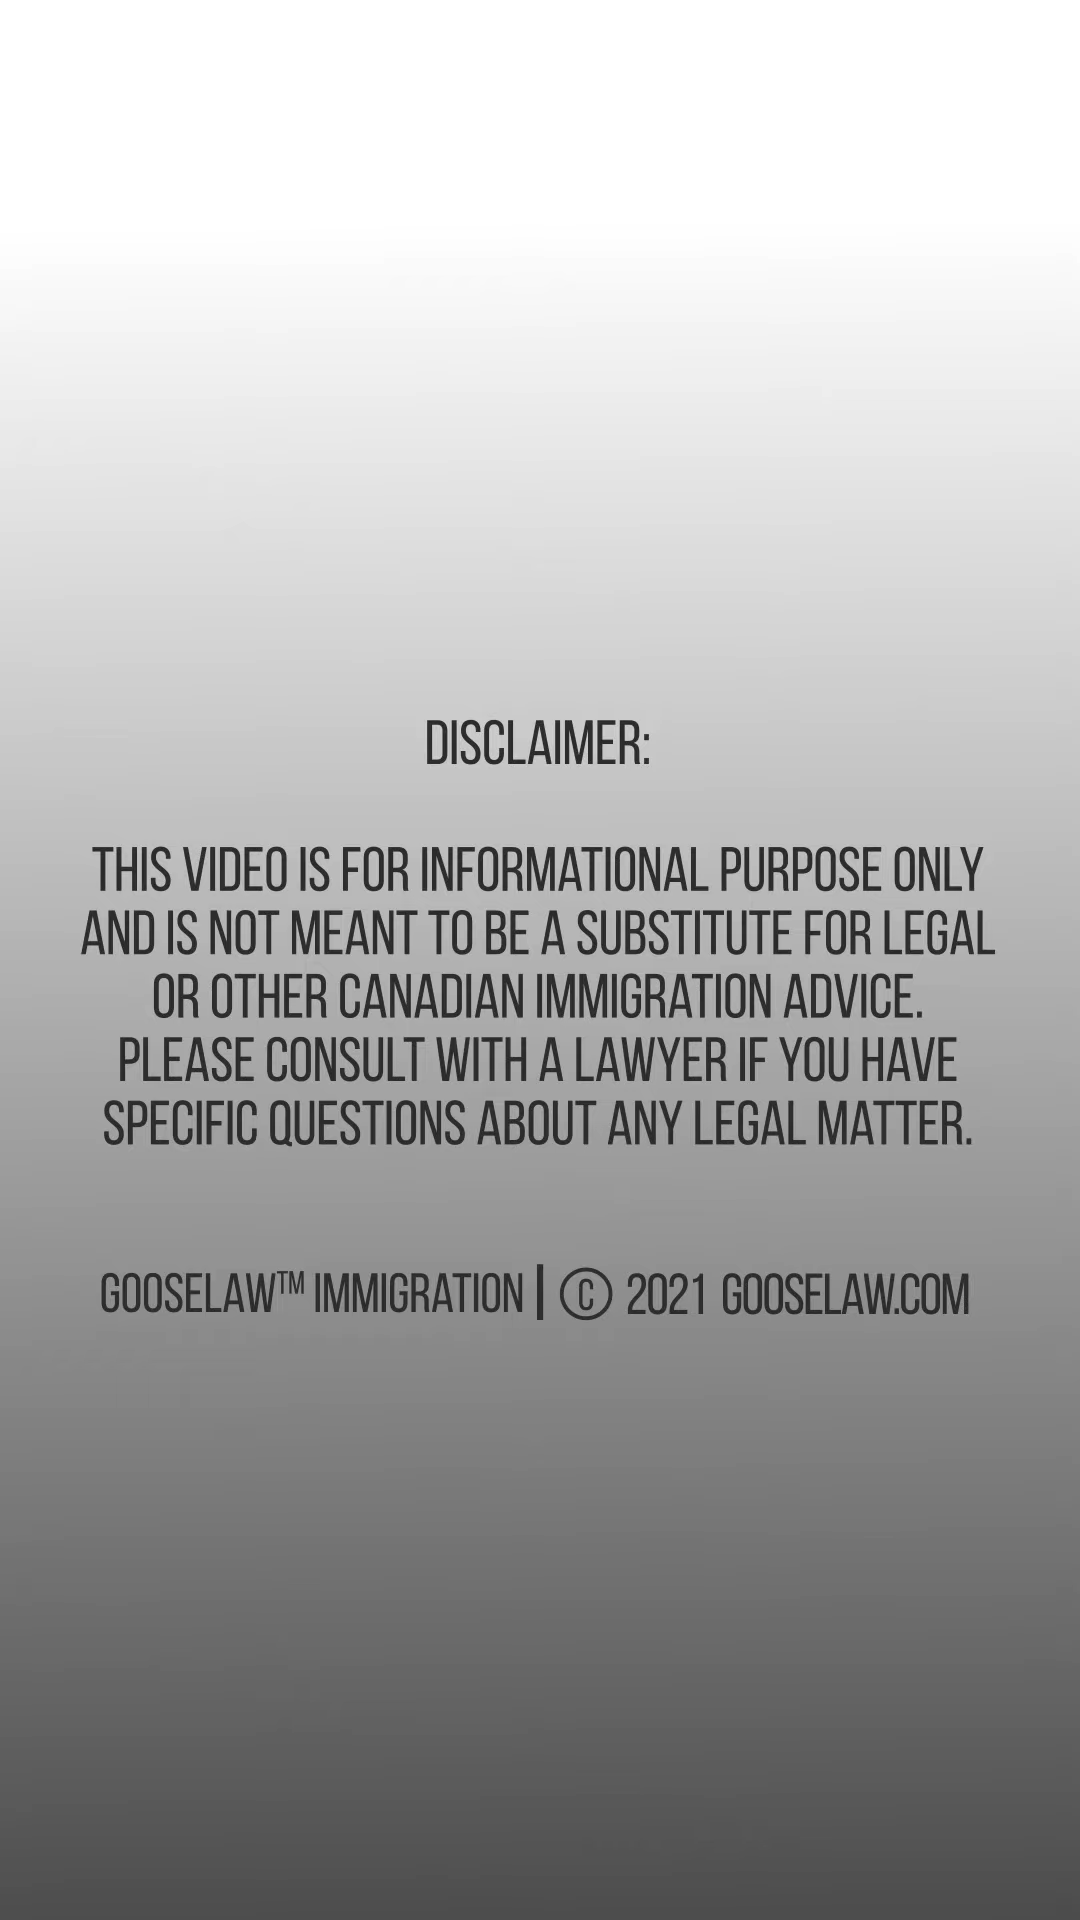 DISCLAIMER:
THIS VIDEO IS FOR INFORMATIONAL PURPOSE ONLY
AND IS NOT MEANT TO BE A SUBSTITUTE FOR LEGAL
OR OTHER CANADIAN IMMIGRATION ADVICE.
PLEASE CONSULT WITH A LAWYER IF YOU HAVE
SPECIFIC QUESTIONS ABOUT ANY LEGAL MATTER.
GOOSELAW™ IMMIGRATION | © 2021 GOOSELAW.COM